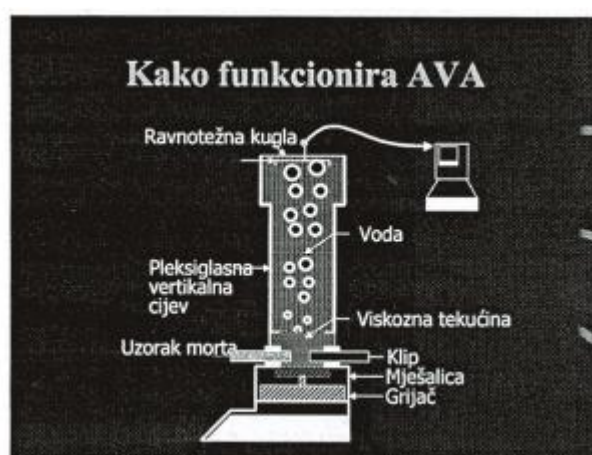 Kako funkcionira AVA
Ravnotežna kugla
Voda
Pleksiglasna
vertikalna
cijev
Viskozna tekućina
Uzorak morta
Klip
Mješalica
Grijač